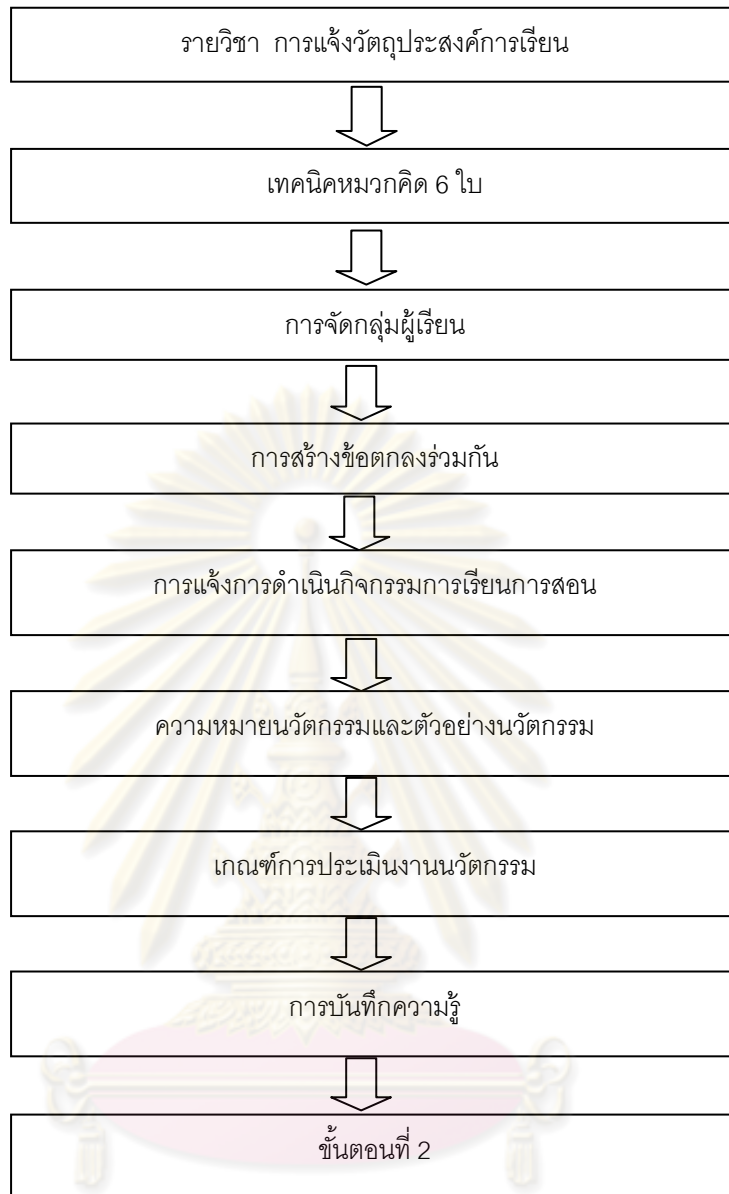 รายวิชา การแจ้งวัตถุประสงค์การเรียน
เทคนิคหมวกคิด 6 ใบ
การจัดกลุ่มผู้เรียน
การสร้างข้อตกลงร่วมกัน
การแจ้งการดำเนินกิจกรรมการเรียนการสอน
ความหมายนวัตกรรมและตัวอย่างนวัตกรรม
เกณฑ์การประเมินงานนวัตกรรม
การบันทึกความรู้
ขั้นตอนที่ 2